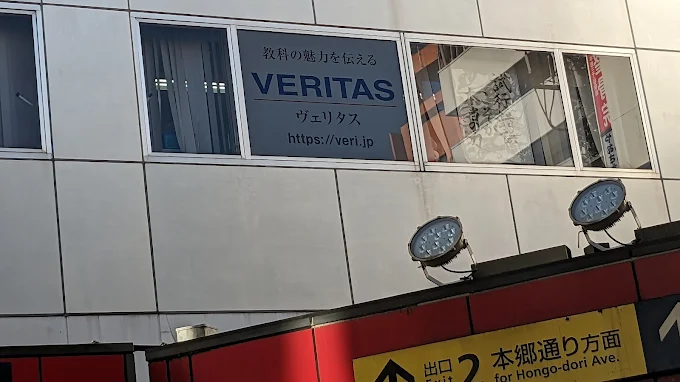 教科の魅力を伝える
VERITAS
ヴェリタス
https://veri.jp
出口
Exit
2
本郷通り方面
for Hongo-dori Ave.
1